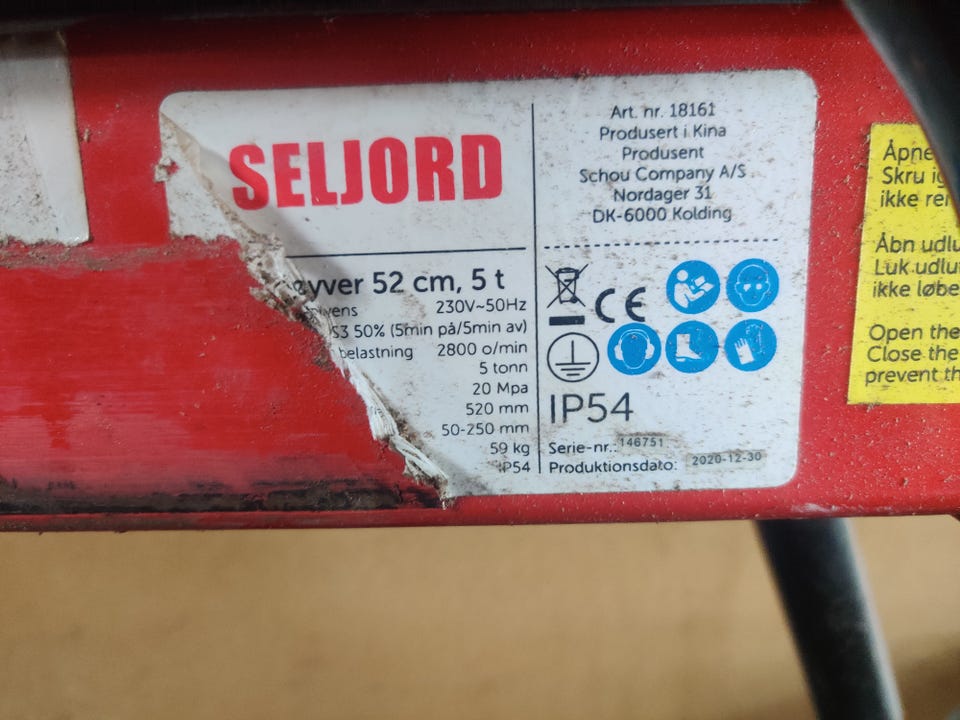 SELJORD
52 cm, 5 t
230V~50Hz
S3 50% (5min på/5min av)
belastning 2800 o/min
5 tonn
20 Mpa
520 mm
50-250 mm
59 kg
IP54
Art. nr. 18161
Produsert i Kina
Produsent
Schou Company A/S
Nordager 31
DK-6000 Kolding
CE
IP54
Serie-nr.: 146751
Produktionsdato: 2020-12-30
Åpne
Skru
ikke
Åbn
Luk
ikke løbe
Open the
Close the
prevent